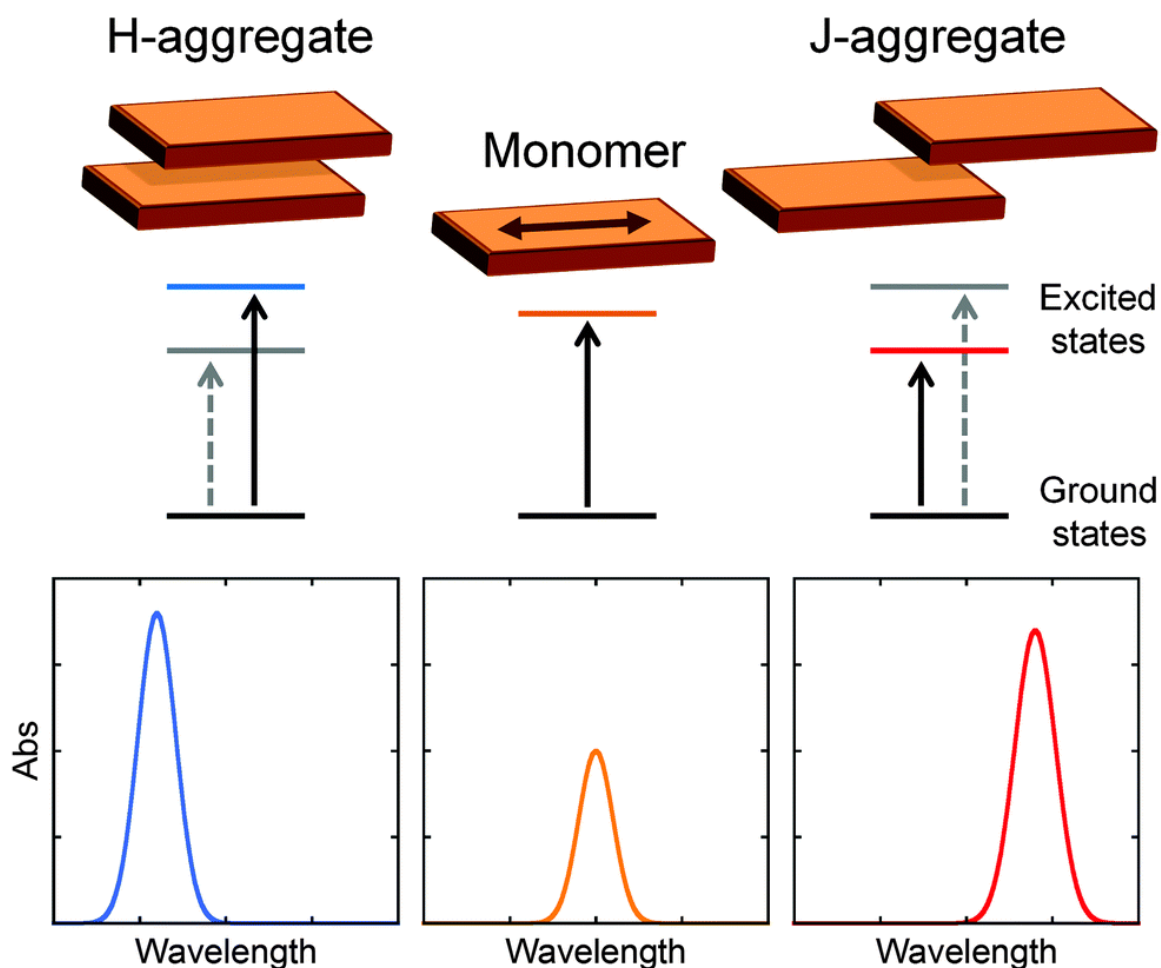 H-aggregate
J-aggregate
Monomer
Excited
states
Ground
states
Abs
Wavelength
Wavelength
Wavelength